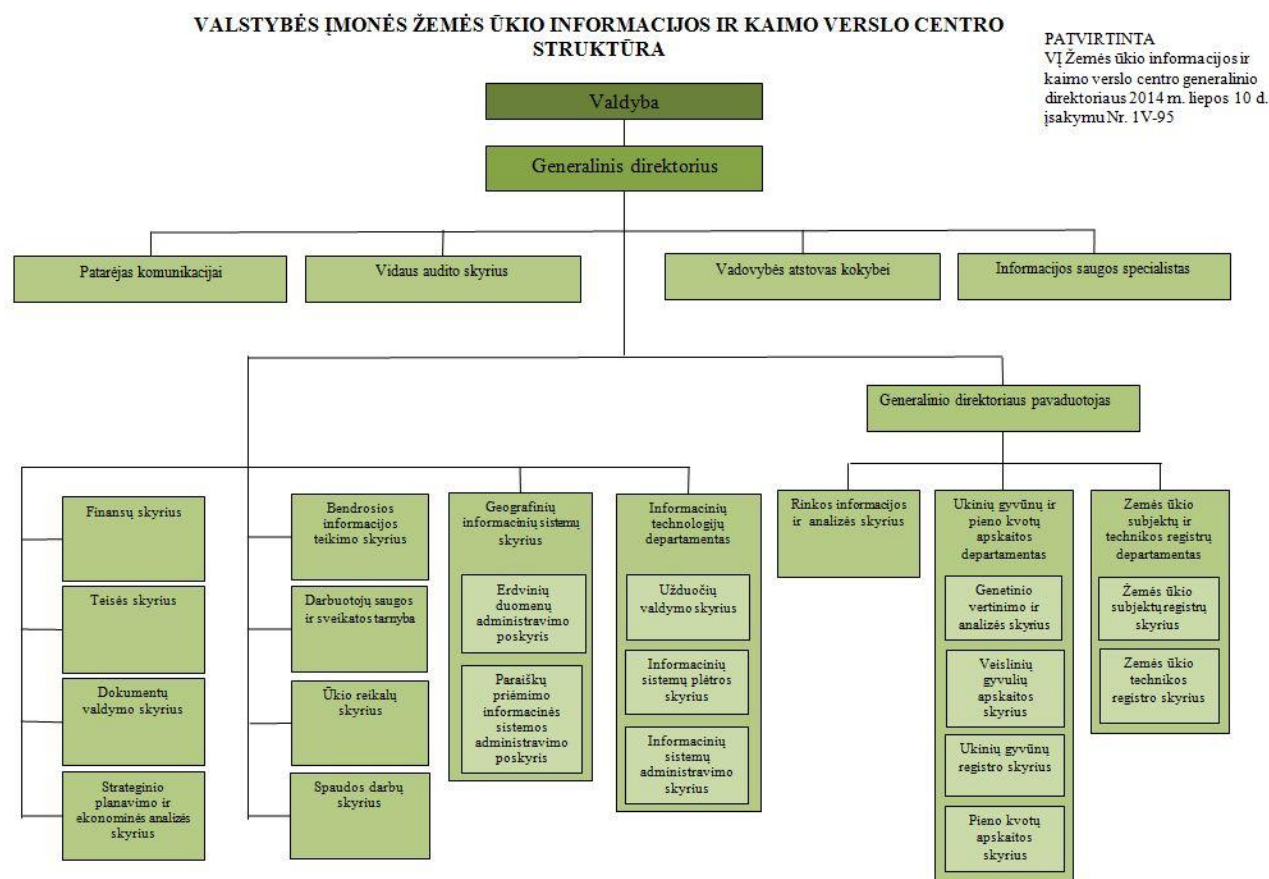 VALSTYBĖS ĮMONĖS ŽEMĖS ŪKIO INFORMACIJOS IR KAIMO VERSLO CENTRO
STRUKTŪRA
PATVIRTINTA
VĮ Žemės ūkio informacijos ir
kaimo verslo centro generalinio
direktoriaus 2014 m. liepos 10 d.
įsakymu Nr. 1V-95
Valdyba
Generalinis direktorius
Patarėjas komunikacijai
Vidaus audito skyrius
Vadovybės atstovas kokybei
Informacijos saugos specialistas
Generalinio direktoriaus pavaduotojas
Finansų skyrius
Teisės skyrius
Dokumentų
valdymo skyrius
Strateginio
planavimo ir
ekonominės analizės
skyrius
Bendrosios
informacijos
teikimo skyrius
Darbuotojų saugos
ir sveikatos tarnyba
Ūkio reikalų
skyrius
Spaudos darbų
skyrius
Geografinių
informacinių sistemų
skyrius
Erdvinių
duomenų
administravimo
poskyris
Paraiškų
priėmimo
informacinės
sistemos
administravimo
poskyris
Informacinių
technologijų
departamentas
Užduočių
valdymo skyrius
Informacinių
sistemų plėtros
skyrius
Informacinių
sistemų
administravimo
skyrius
Rinkos informacijos
ir analizės skyrius
Ukinių gyvūnų ir
pieno kvotų
apskaitos
departamentas
Genetinio
vertinimo ir
analizės skyrius
Veislinių
gyvulių
apskaitos
skyrius
Ukinių gyvūnų
registro skyrius
Pieno kvotų
apskaitos
skyrius
Zemės ūkio
subjektų ir
technikos registrų
departamentas
Žemės ūkio
subjektų registrų
skyrius
Zemės ūkio
technikos
registro skyrius